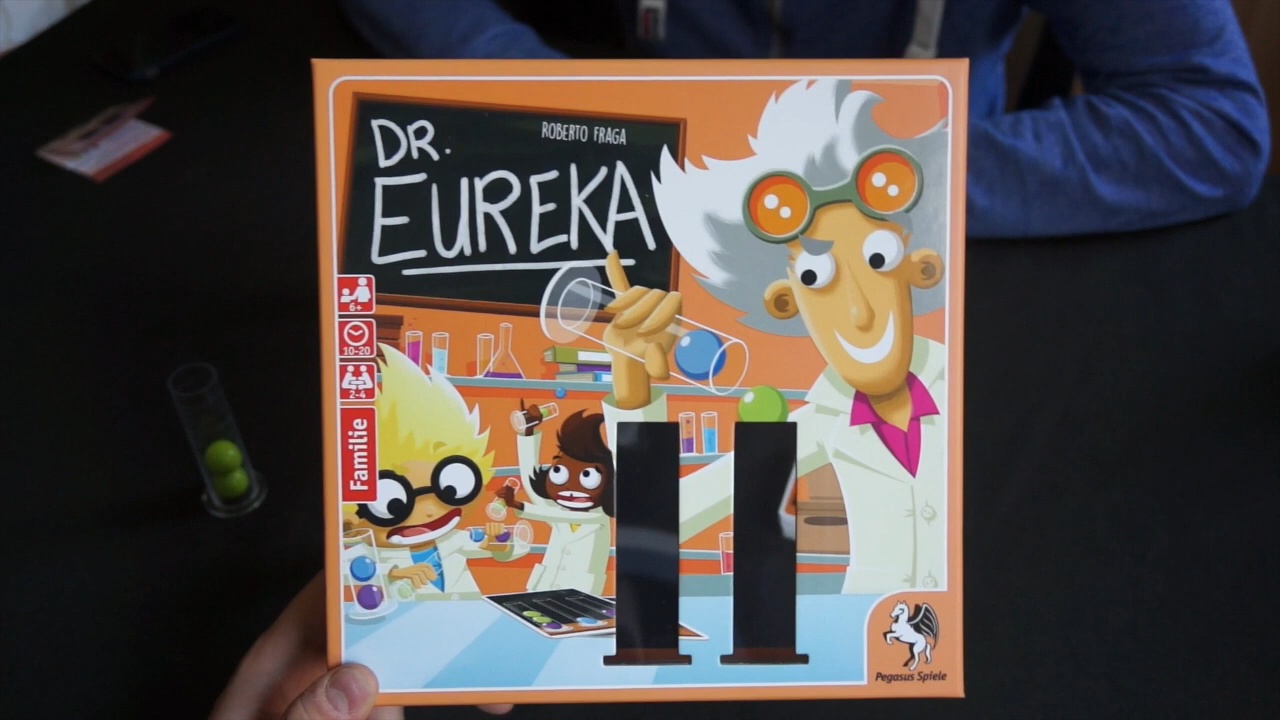 ROBERTO FRAGA
DR.
EUREKA
6+
10-20
2-4
Familie
Pegasus Spiele